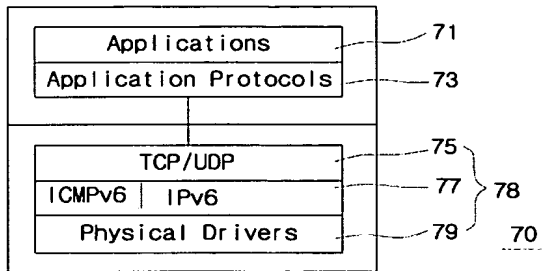 Applications 71
Application Protocols 73
TCP/UDP 75
ICMPv6 IPv6 77
78
Physical Drivers 79
70